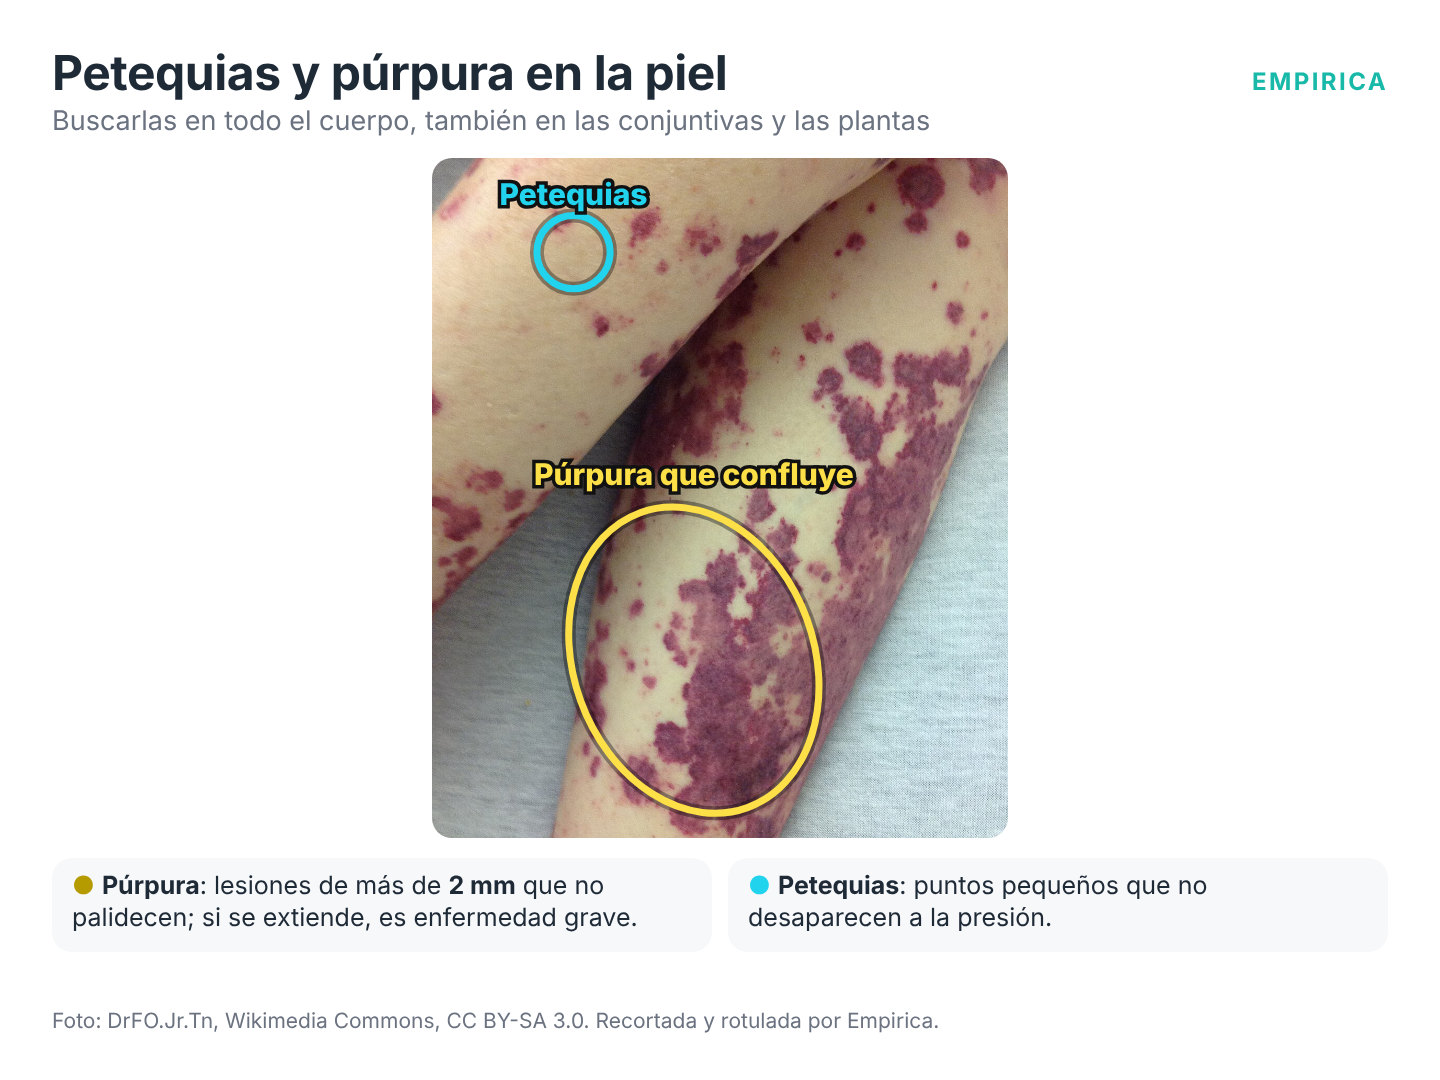 Petequias y púrpura en la piel
EMPIRICA
Buscarlas en todo el cuerpo, también en las conjuntivas y las plantas
Petequias
Púrpura que confluye
Púrpura: lesiones de más de 2 mm que no
palidecen; si se extiende, es enfermedad grave.
Petequias: puntos pequeños que no
desaparecen a la presión.
Foto: DrFO.Jr.Tn, Wikimedia Commons, CC BY-SA 3.0. Recortada y rotulada por Empirica.